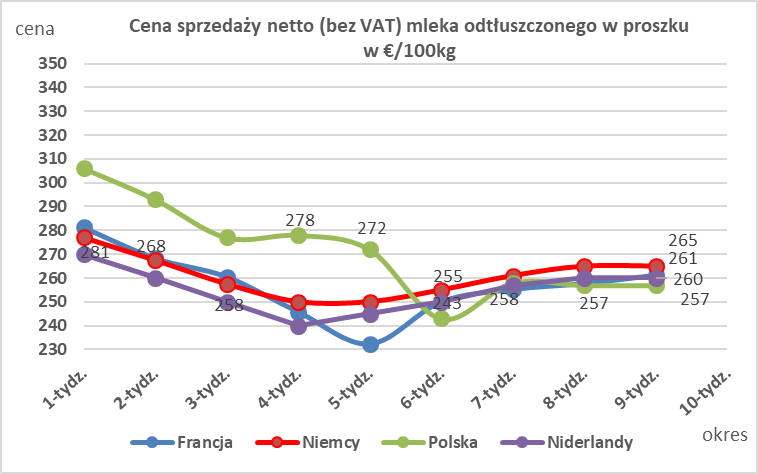 cena
Cena sprzedaży netto (bez VAT) mleka odtłuszczonego w proszku
w €/100kg
350
340
330
320
310
300
290
280
270
260
250
240
230
281
268
258
278
272
255
243
258
257
265
261
260
257
1-tydz.
2-tydz.
3-tydz.
4-tydz.
5-tydz.
6-tydz.
7-tydz.
8-tydz.
9-tydz.
10-tydz.
okres
Francja Niemcy Polska Niderlandy